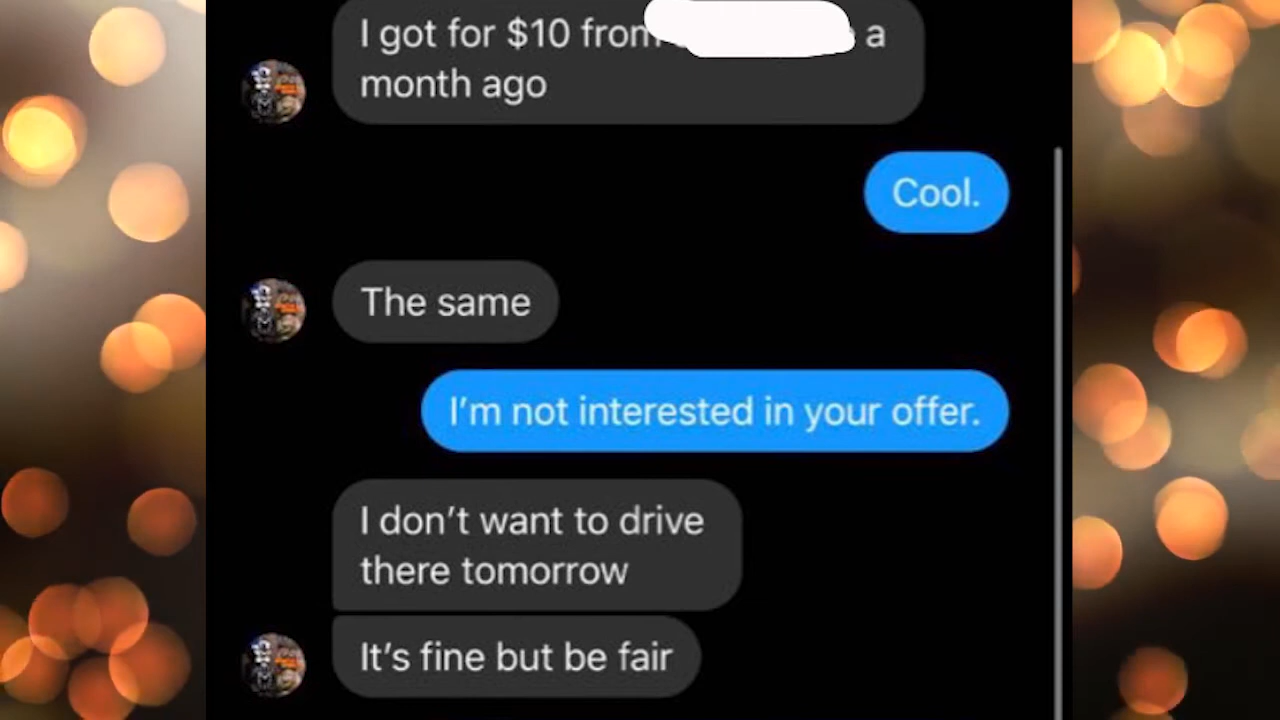 I got for $10 from a
month ago
Cool.
The same
I'm not interested in your offer.
I don't want to drive
there tomorrow
It's fine but be fair